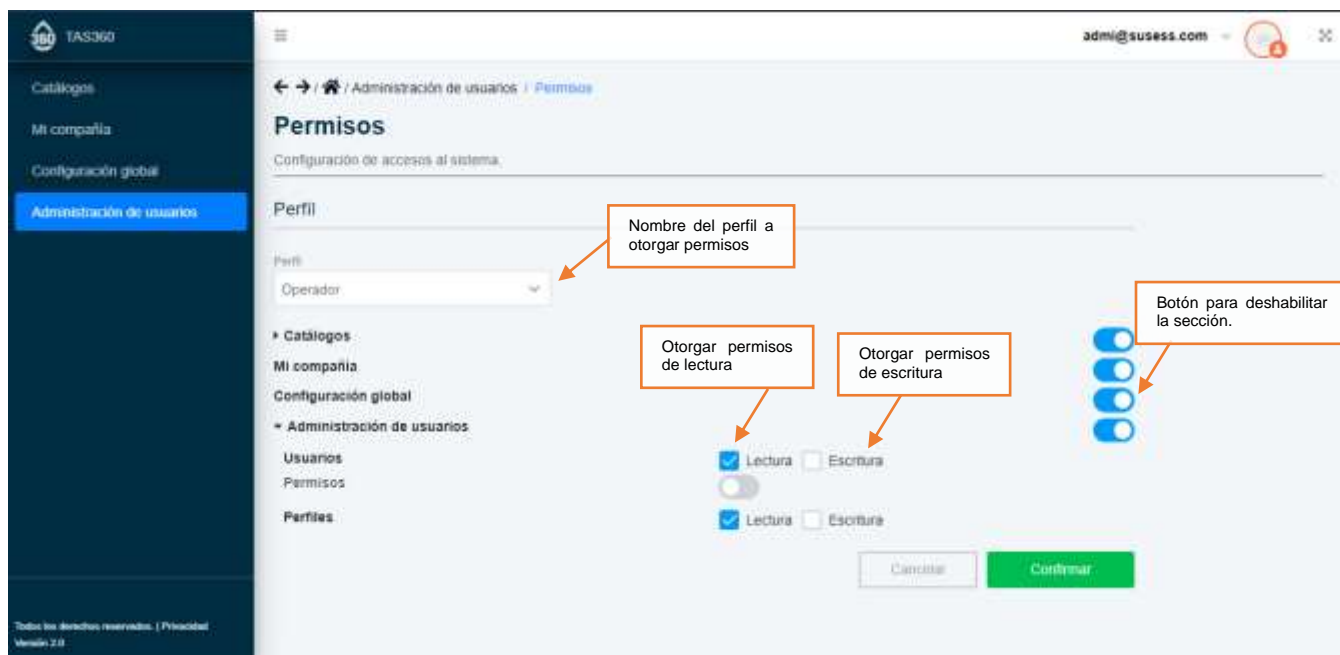 360 TAS360
admi@susess.com
Catálogos
Mi compañía
Configuración global
Administración de usuarios
/ / Administración de usuarios / Permisos
Permisos
Configuración de accesos al sistema.
Perfil
Nombre del perfil a
otorgar permisos
Perfil
Operador
Botón para deshabilitar
la sección.
Catálogos
Mi compañia
Configuración global
Administración de usuarios
Otorgar permisos
de lectura
Otorgar permisos
de escritura
Usuarios Lectura Escritura
Permisos
Perfiles Lectura Escritura
Cancelar Confirmar
Todos los derechos reservados. | Privacidad
Versión 2.0